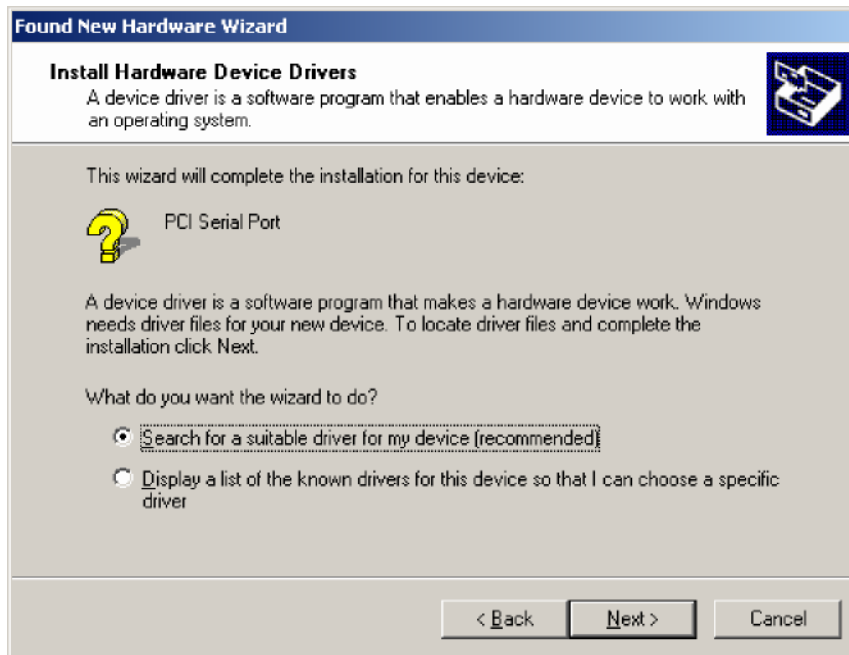 Found New Hardware Wizard
Install Hardware Device Drivers
A device driver is a software program that enables a hardware device to work with
an operating system.
This wizard will complete the installation for this device:
PCI Serial Port
A device driver is a software program that makes a hardware device work. Windows
needs driver files for your new device. To locate driver files and complete the
installation click Next.
What do you want the wizard to do?
Search for a suitable driver for my device (recommended)
Display a list of the known drivers for this device so that I can choose a specific
driver
< Back Next > Cancel